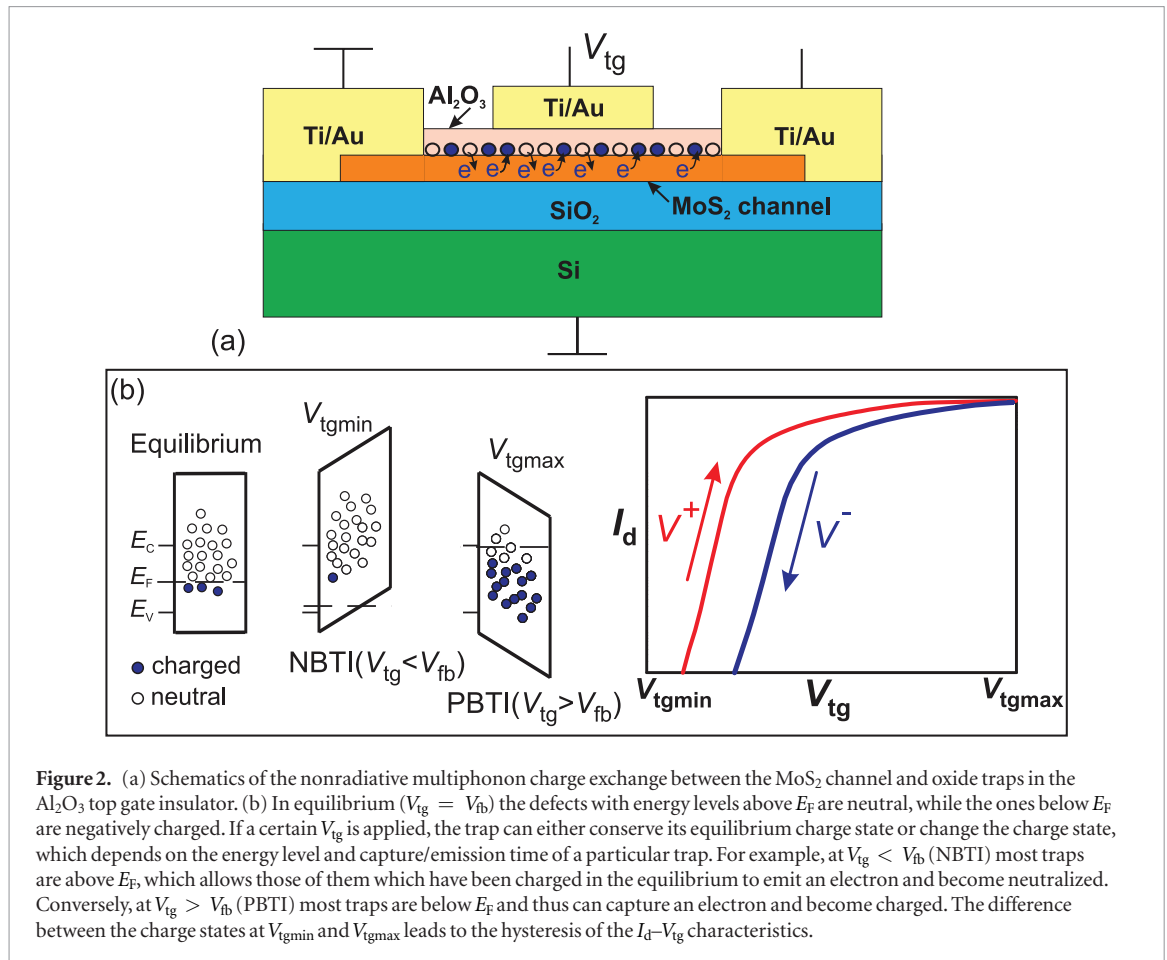 V_tg
Al₂O₃
Ti/Au
Ti/Au
Ti/Au
e⁻ e⁻ e⁻ e⁻ e⁻ e⁻ e⁻
MoS₂ channel
SiO₂
Si
(a)
(b)
Equilibrium
V_tgmin
V_tgmax
E_C
E_F
E_V
charged
neutral
NBTI(V_tg<V_fb)
PBTI(V_tg>V_fb)
I_d
V⁺
V⁻
V_tgmin
V_tg
V_tgmax
Figure 2. (a) Schematics of the nonradiative multiphonon charge exchange between the MoS₂ channel and oxide traps in the
Al₂O₃ top gate insulator. (b) In equilibrium (V_tg = V_fb) the defects with energy levels above E_F are neutral, while the ones below E_F
are negatively charged. If a certain V_tg is applied, the trap can either conserve its equilibrium charge state or change the charge state,
which depends on the energy level and capture/emission time of a particular trap. For example, at V_tg < V_fb (NBTI) most traps
are above E_F, which allows those of them which have been charged in the equilibrium to emit an electron and become neutralized.
Conversely, at V_tg > V_fb (PBTI) most traps are below E_F and thus can capture an electron and become charged. The difference
between the charge states at V_tgmin and V_tgmax leads to the hysteresis of the I_d–V_tg characteristics.